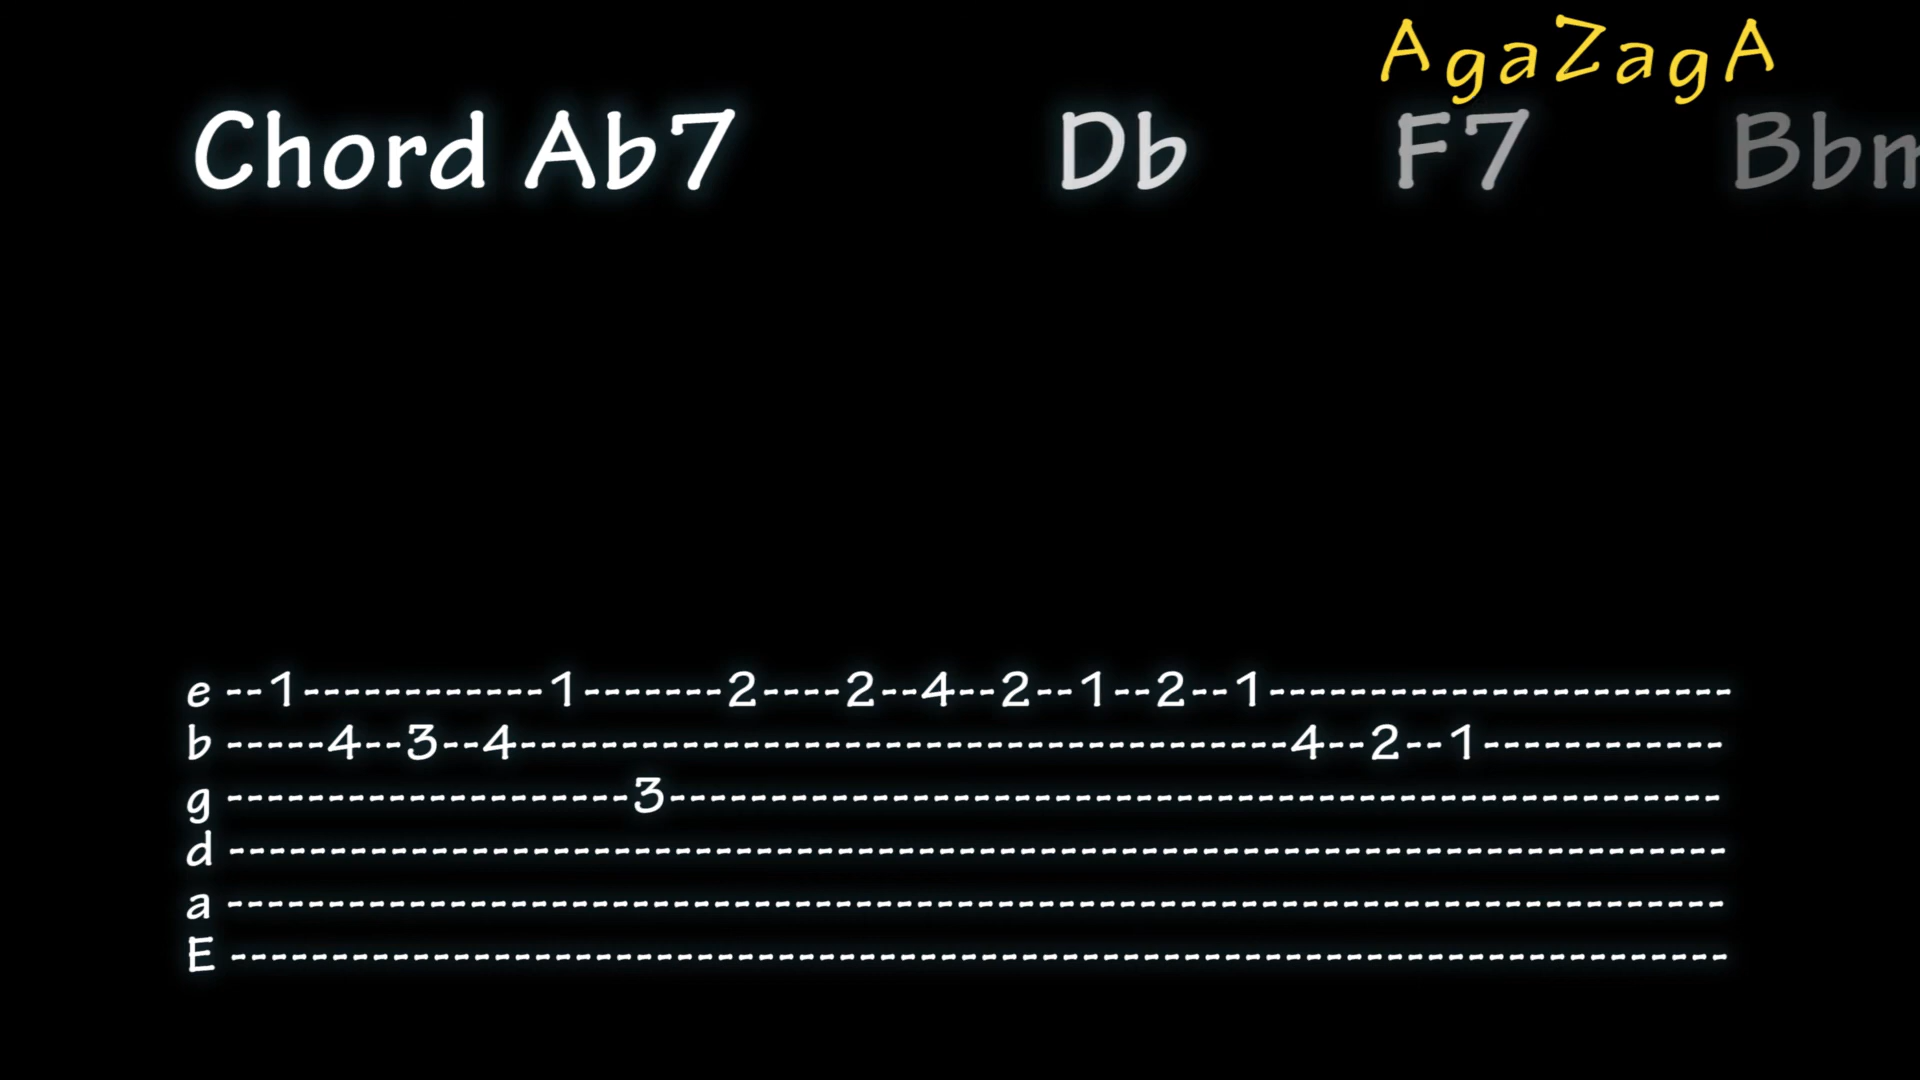 AgaZagA
Chord Ab7 Db F7 Bbm
e --1------------1-------2----2--4--2--1--2--1-----------------------
b -----4--3--4--------------------------------------4--2--1------------
g --------------------3----------------------------------------------------
d --------------------------------------------------------------------------
a --------------------------------------------------------------------------
E --------------------------------------------------------------------------